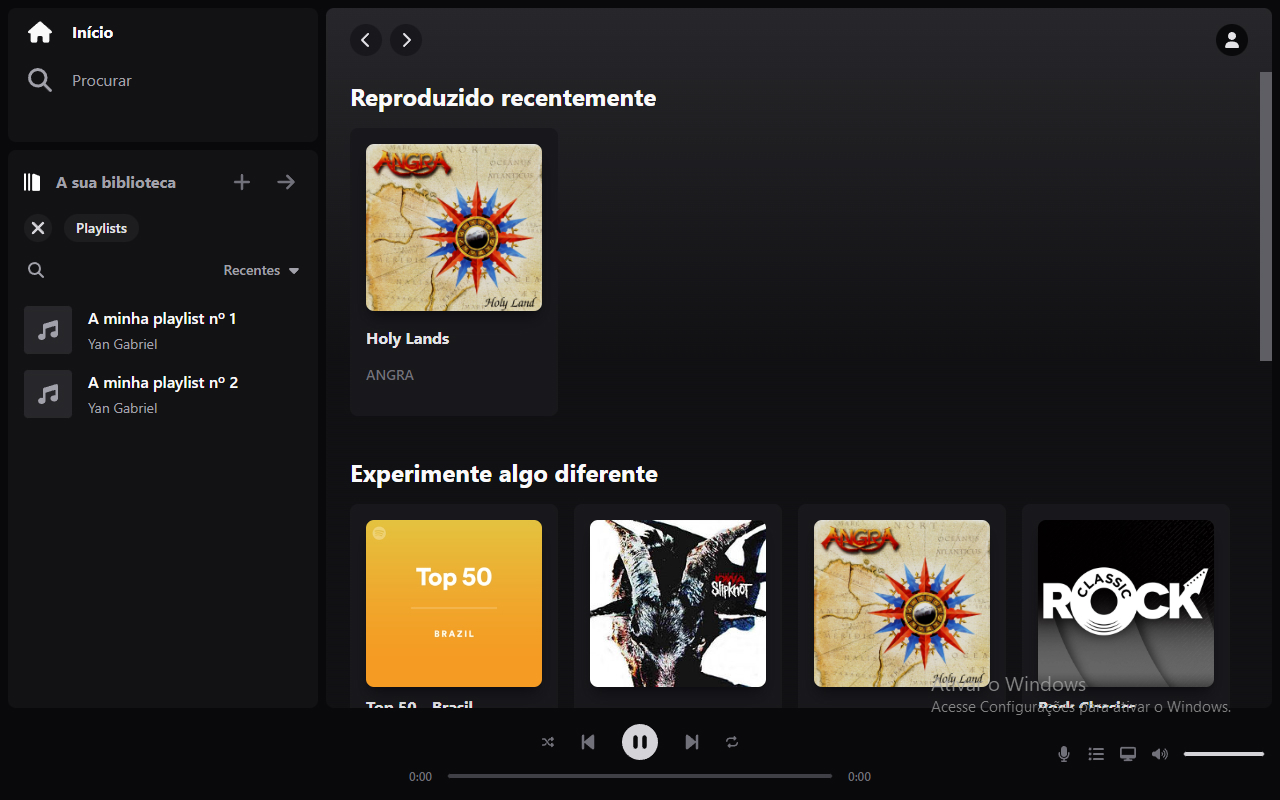 Início
Procurar
A sua biblioteca
Playlists
Recentes
A minha playlist nº 1
Yan Gabriel
A minha playlist nº 2
Yan Gabriel
Reproduzido recentemente
ANGRA
Holy Land
Holy Lands
ANGRA
Experimente algo diferente
Top 50
BRAZIL
IOWA
Slipknot
ANGRA
Holy Land
CLASSIC
ROCK
Top 50 - Brasil
Rock Classics
Ativar o Windows
Acesse Configurações para ativar o Windows.
0:00
0:00